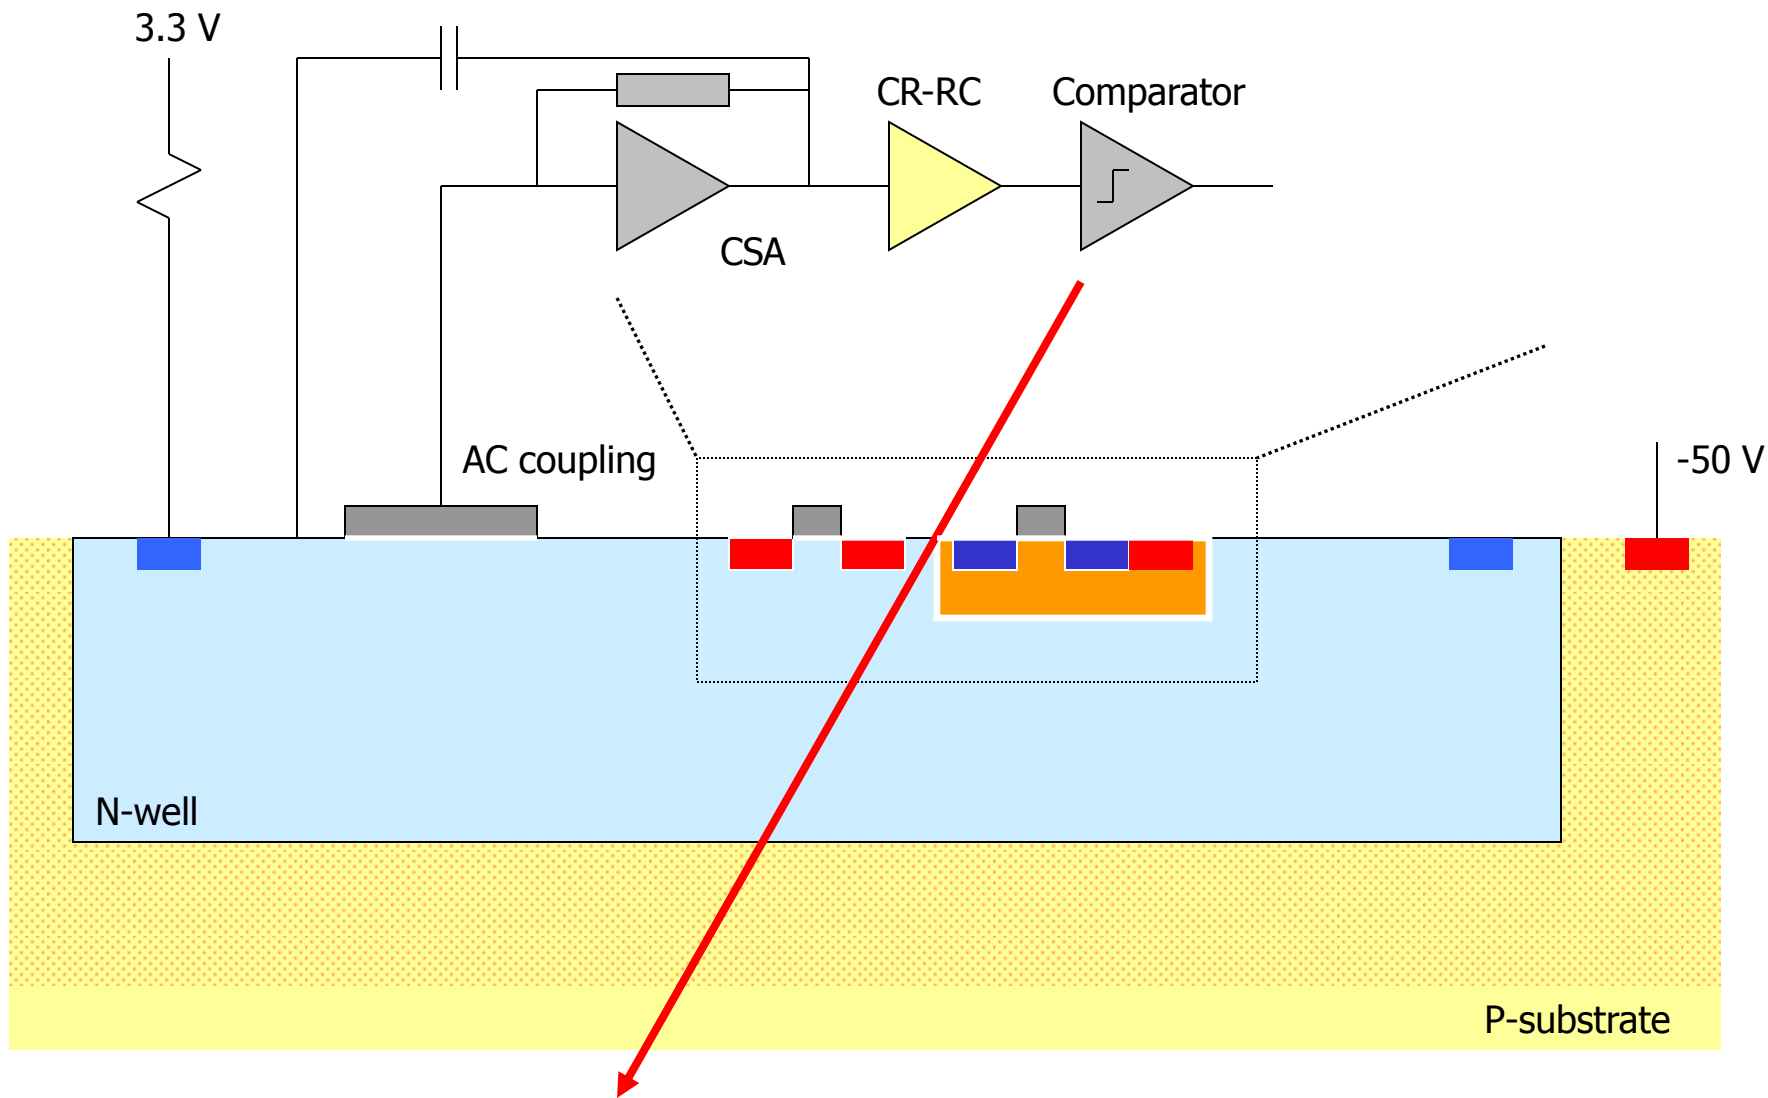 3.3 V
CR-RC
Comparator
CSA
AC coupling
-50 V
N-well
P-substrate